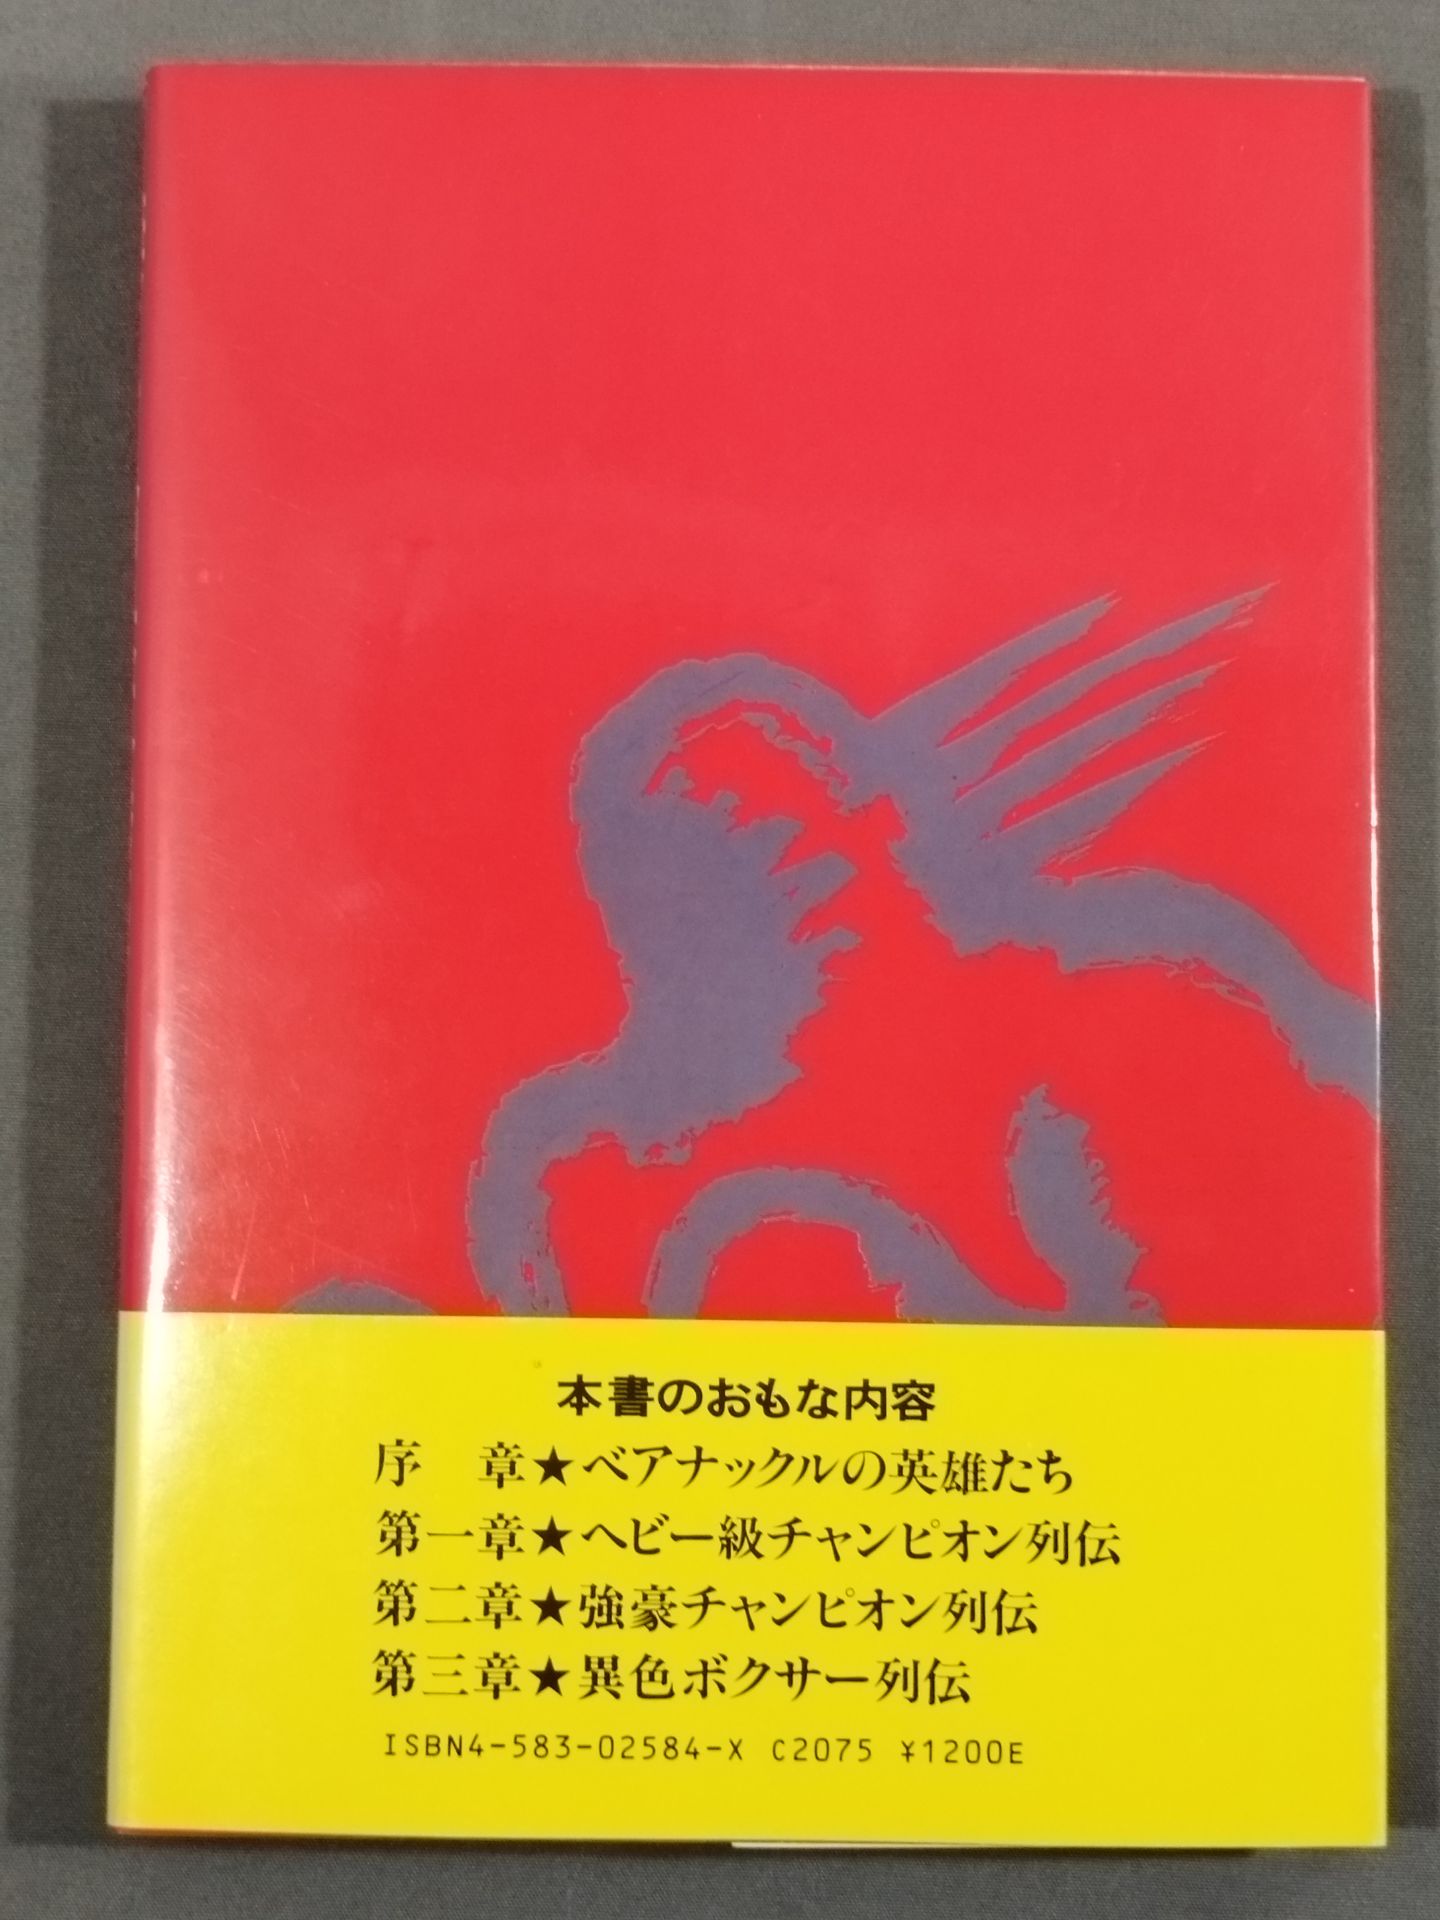 本書のおもな内容
序　章★ベアナックルの英雄たち
第一章★ヘビー級チャンピオン列伝
第二章★強豪チャンピオン列伝
第三章★異色ボクサー列伝
ISBN4-583-02584-X C2075 ¥1200E